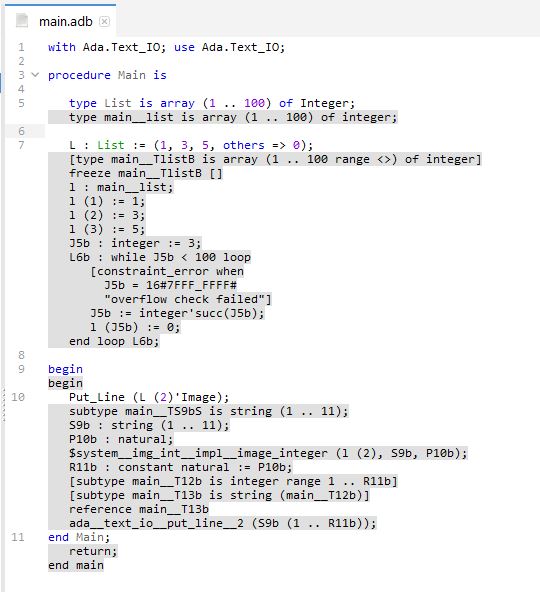 main.adb
1 with Ada.Text_IO; use Ada.Text_IO;
2
3 procedure Main is
4
5 type List is array (1 .. 100) of Integer;
type main__list is array (1 .. 100) of integer;
6
7 L : List := (1, 3, 5, others => 0);
[type main__TlistB is array (1 .. 100 range <>) of integer]
freeze main__TlistB []
l : main__list;
l (1) := 1;
l (2) := 3;
l (3) := 5;
J5b : integer := 3;
L6b : while J5b < 100 loop
[constraint_error when
J5b = 16#7FFF_FFFF#
"overflow check failed"]
J5b := integer'succ(J5b);
l (J5b) := 0;
end loop L6b;
8
9 begin
begin
10 Put_Line (L (2)'Image);
subtype main__TS9bS is string (1 .. 11);
S9b : string (1 .. 11);
P10b : natural;
$system__img_int__impl__image_integer (l (2), S9b, P10b);
R11b : constant natural := P10b;
[subtype main__T12b is integer range 1 .. R11b]
[subtype main__T13b is string (main__T12b)]
reference main__T13b
ada__text_io__put_line__2 (S9b (1 .. R11b));
11 end Main;
return;
end main